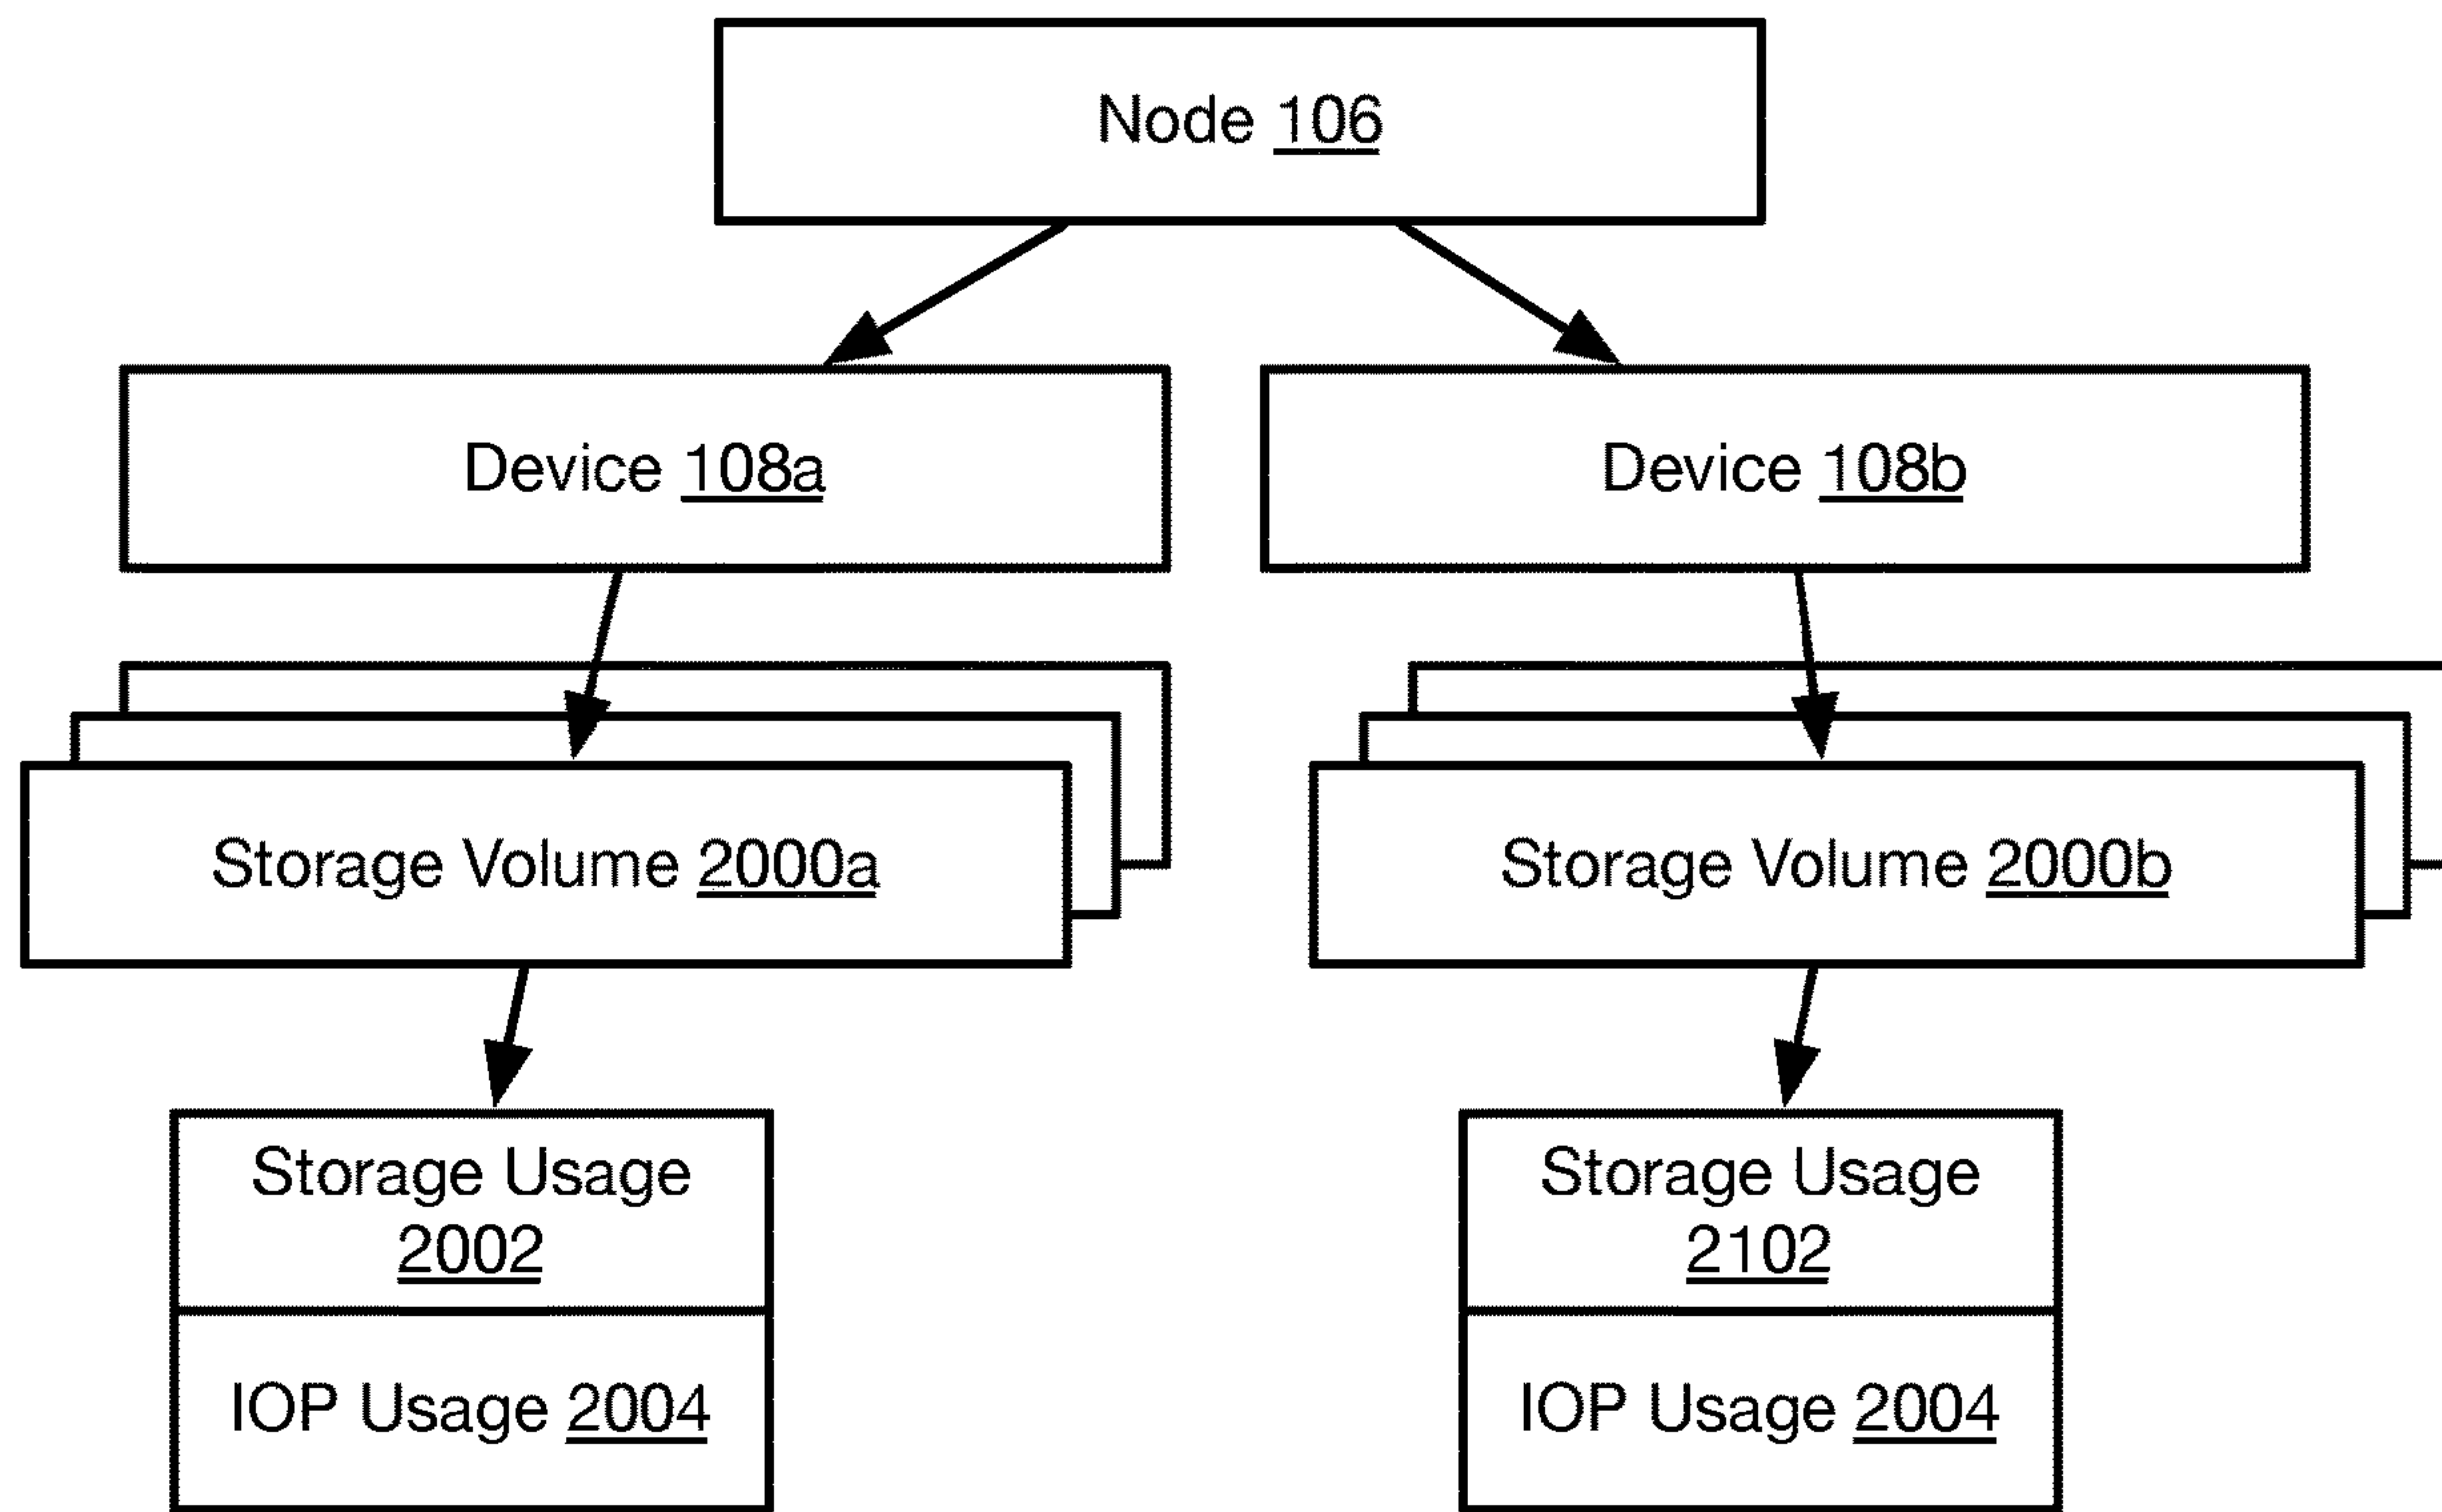 Node 106
Device 108a
Device 108b
Storage Volume 2000a
Storage Volume 2000b
Storage Usage
2002
IOP Usage 2004
Storage Usage
2102
IOP Usage 2004